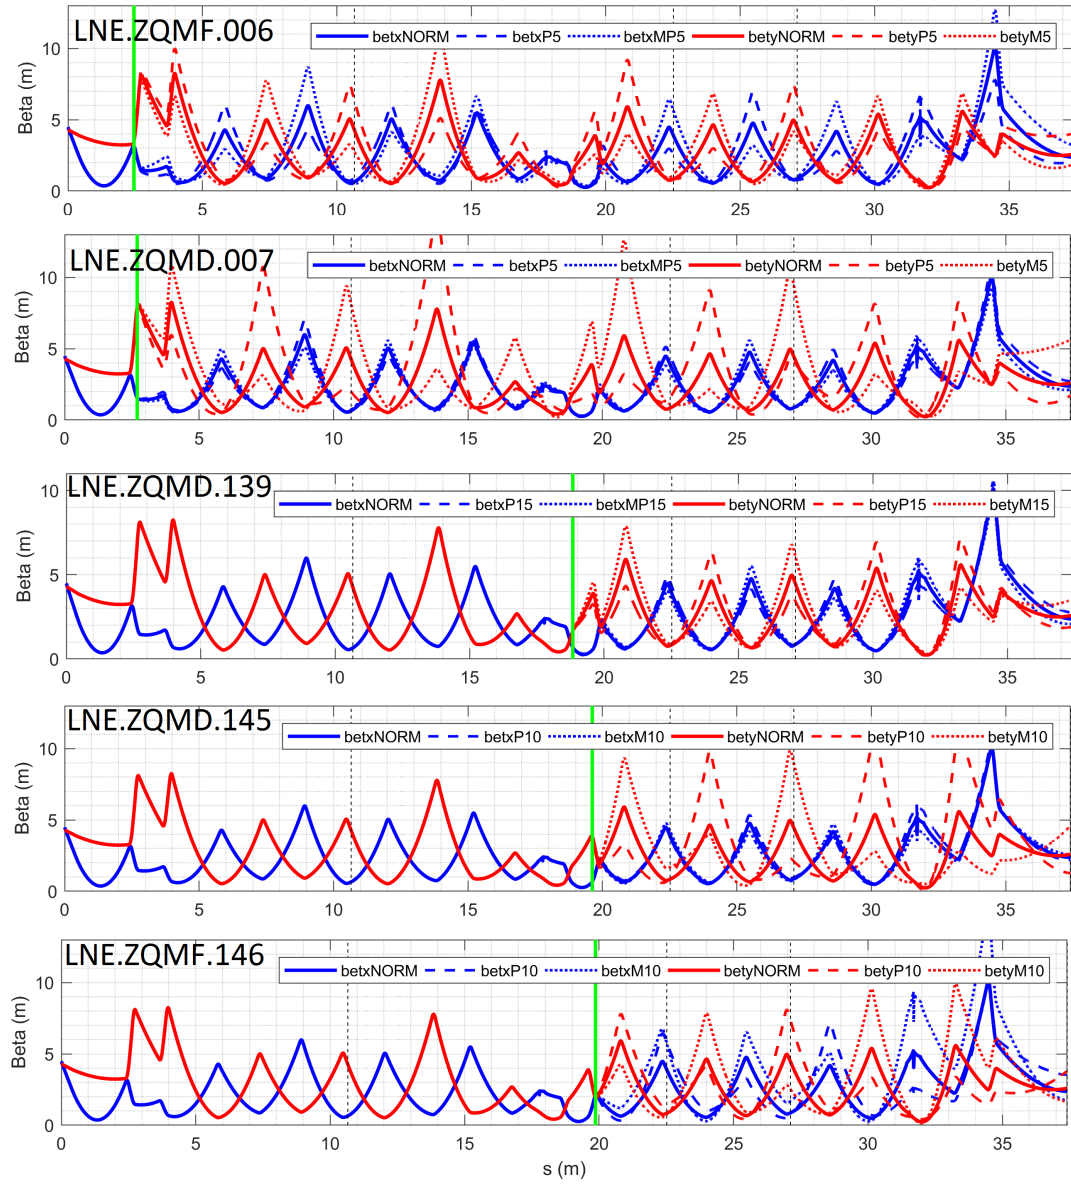 LNE.ZQMF.006
betxNORM betxP5 betxMP5 betyNORM betyP5 betyM5
Beta (m)
10
5
0
0 5 10 15 20 25 30 35
LNE.ZQMD.007
betxNORM betxP5 betxMP5 betyNORM betyP5 betyM5
Beta (m)
10
5
0
0 5 10 15 20 25 30 35
LNE.ZQMD.139
betxNORM betxP15 betxMP15 betyNORM betyP15 betyM15
Beta (m)
10
5
0
0 5 10 15 20 25 30 35
LNE.ZQMD.145
betxNORM betxP10 betxM10 betyNORM betyP10 betyM10
Beta (m)
10
5
0
0 5 10 15 20 25 30 35
LNE.ZQMF.146
betxNORM betxP10 betxM10 betyNORM betyP10 betyM10
Beta (m)
10
5
0
0 5 10 15 20 25 30 35
s (m)